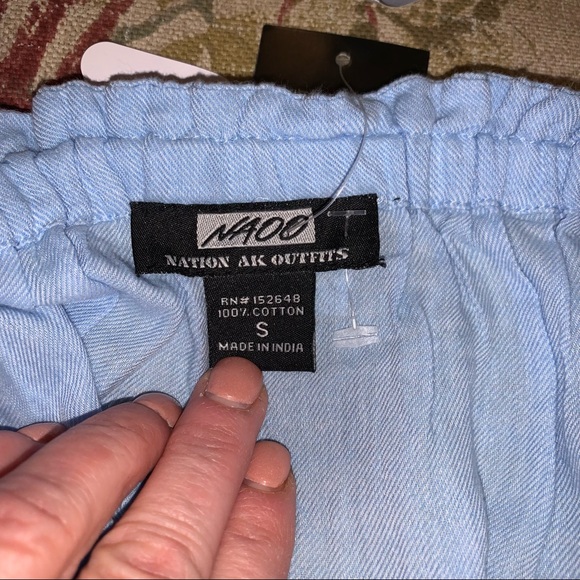 NAOO
NATION AK OUTFITS
RN# 152648
100% COTTON
S
MADE IN INDIA